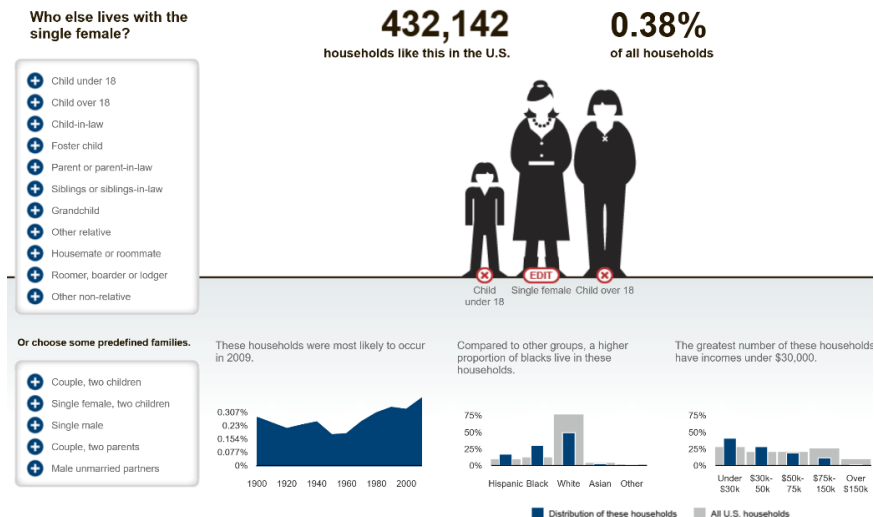 Who else lives with the
single female?
432,142
households like this in the U.S.
0.38%
of all households
Child under 18
Child over 18
Child-in-law
Foster child
Parent or parent-in-law
Siblings or siblings-in-law
Grandchild
Other relative
Housemate or roommate
Roomer, boarder or lodger
Other non-relative
EDIT
Child
under 18
Single female
Child over 18
Or choose some predefined families.
Couple, two children
Single female, two children
Single male
Couple, two parents
Male unmarried partners
These households were most likely to occur
in 2009.
0.307%
0.23%
0.154%
0.077%
0%
1900 1920 1940 1960 1980 2000
Compared to other groups, a higher
proportion of blacks live in these
households.
75%
50%
25%
0%
Hispanic Black White Asian Other
The greatest number of these households
have incomes under $30,000.
75%
50%
25%
0%
Under $30k- $50k- $75k- Over
$30k 50k 75k 150k $150k
Distribution of these households All U.S. households